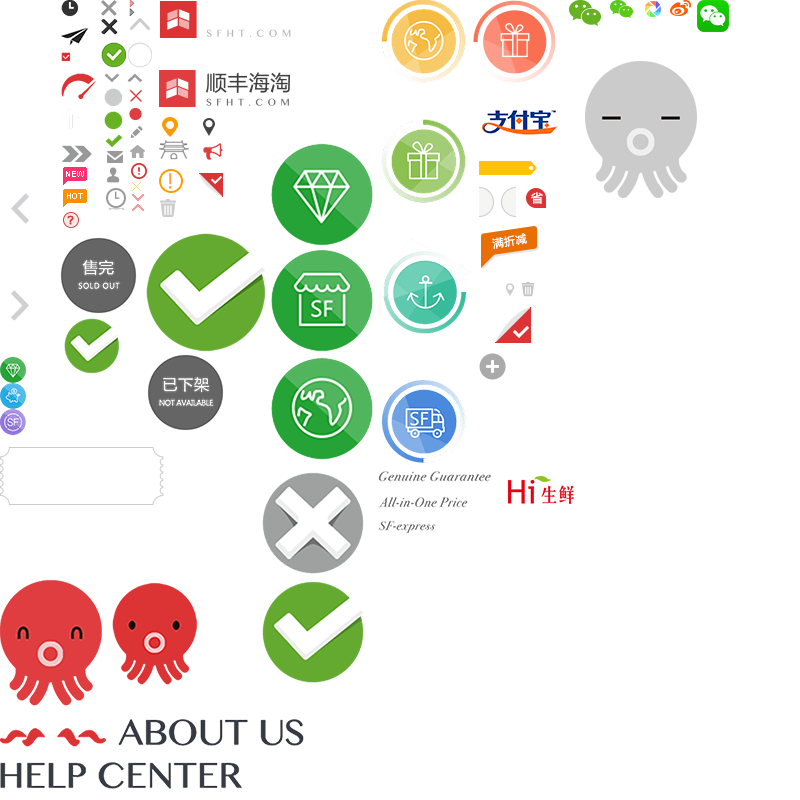 SFHT.COM
顺丰海淘
SFHT.COM
支付宝
NEW
HOT
省
满折减
售完
SOLD OUT
SF
已下架
NOT AVAILABLE
SF
SF
Genuine Guarantee
All-in-One Price
SF-express
Hi生鲜
ABOUT US
HELP CENTER